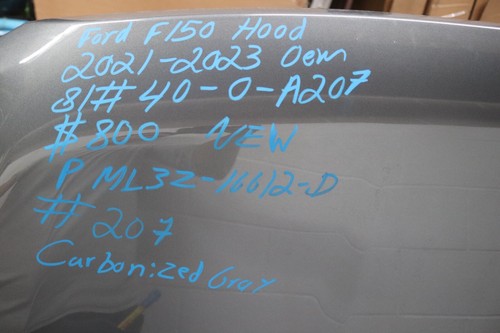 Ford F150 Hood
2021-2023 Oem
81# 40-0-A207
#800 NEW
P ML3Z-16612-D
# 207
Carbonized Gray